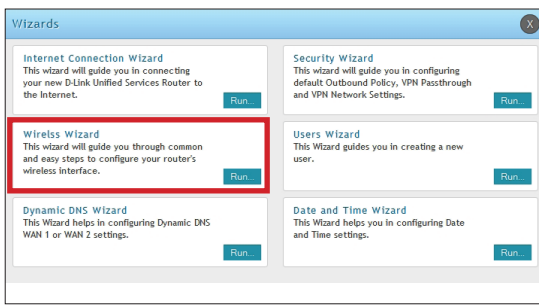 Wizards
X
Internet Connection Wizard
This wizard will guide you in connecting
your new D-Link Unified Services Router to
the Internet.
Run...
Security Wizard
This wizard will guide you in configuring
default Outbound Policy, VPN Passthrough
and VPN Network Settings.
Run...
Wirelss Wizard
This wizard will guide you through common
and easy steps to configure your router's
wireless interface.
Run...
Users Wizard
This Wizard guides you in creating a new
user.
Run...
Dynamic DNS Wizard
This Wizard helps in configuring Dynamic DNS
WAN 1 or WAN 2 settings.
Run...
Date and Time Wizard
This Wizard helps you in configuring Date
and Time settings.
Run...